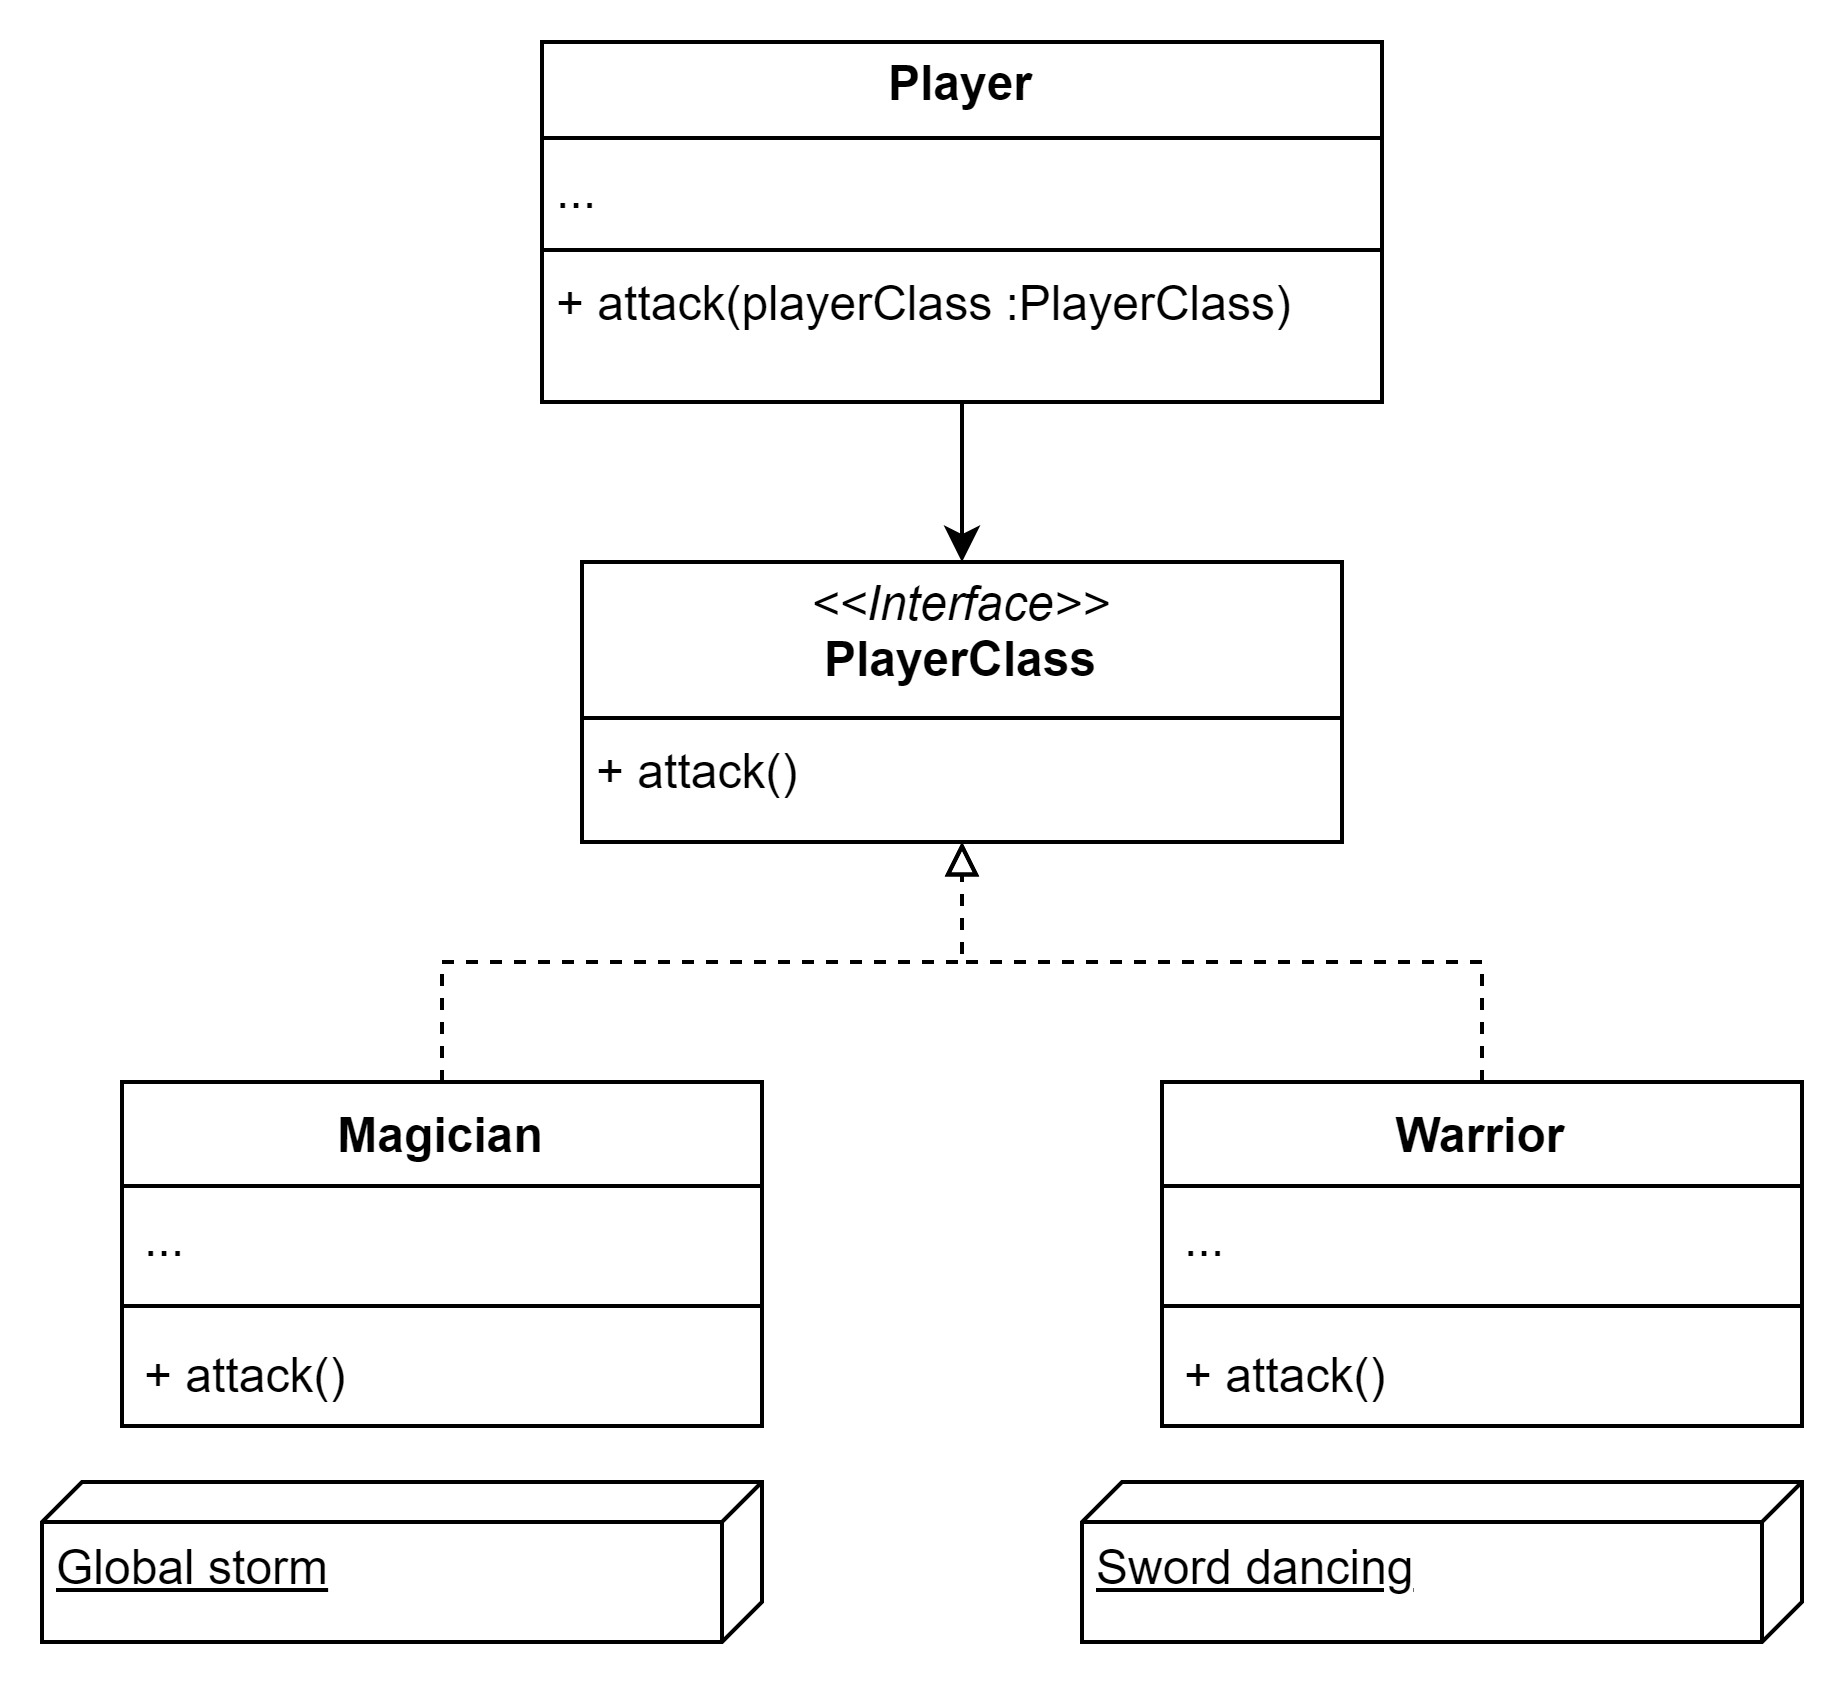 Player
...
+ attack(playerClass :PlayerClass)
<<Interface>>
PlayerClass
+ attack()
Magician
...
+ attack()
Warrior
...
+ attack()
Global storm
Sword dancing